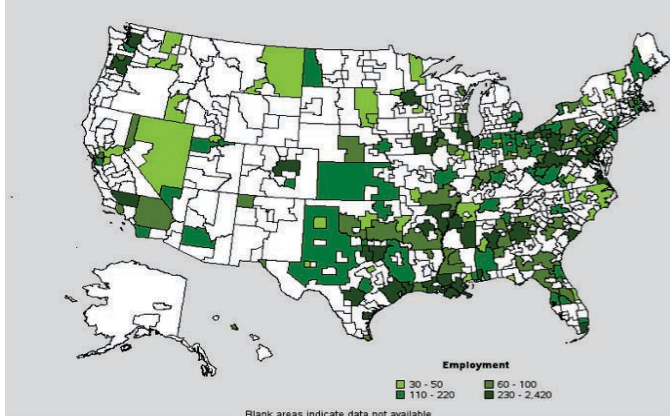 Employment
30 - 50 60 - 100
110 - 220 230 - 2,420
Blank areas indicate data not available